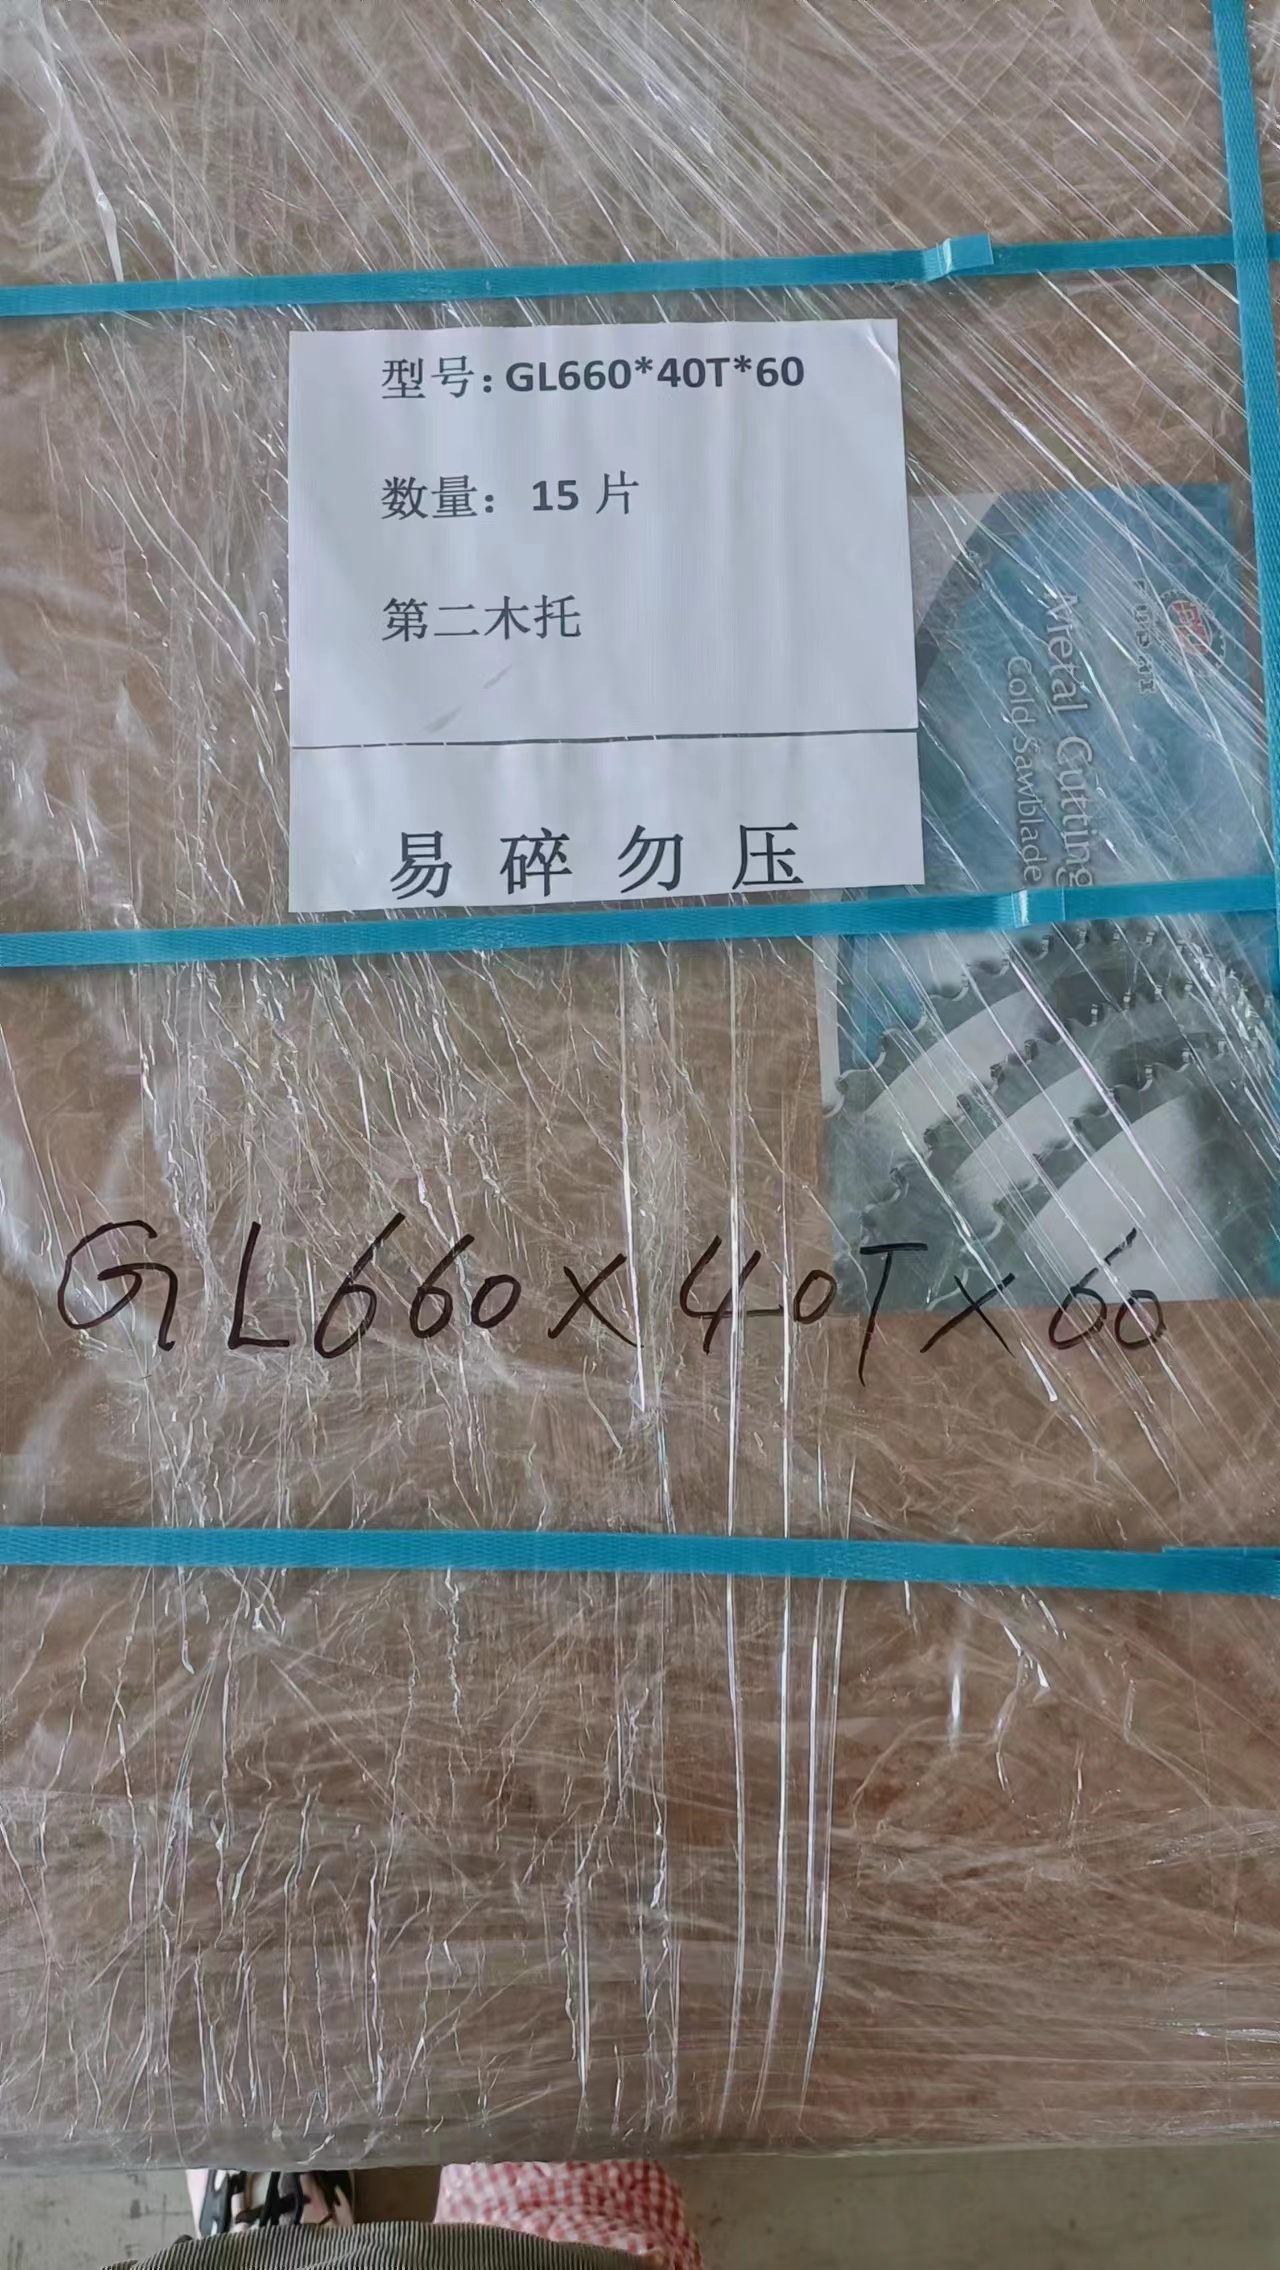 型号：GL660*40T*60
数量：15 片
第二木托
易碎勿压
Metal Cutting
Cold Sawblade
GL660×40T×60